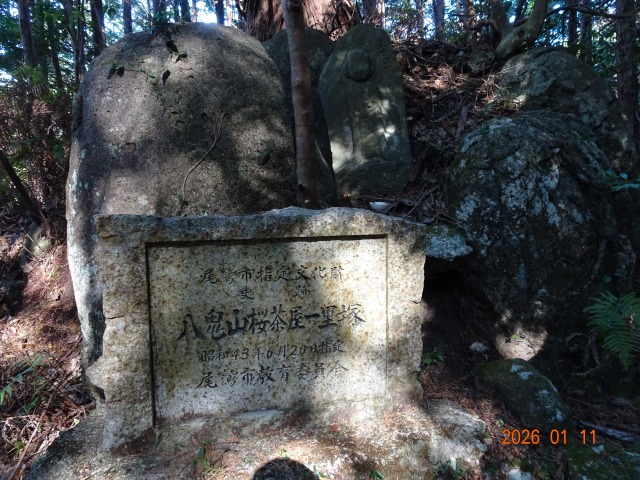 尾鷲市指定文化財
史跡
八鬼山桜茶屋一里塚
昭和43年6月20日指定
尾鷲市教育委員会
2026 01 11